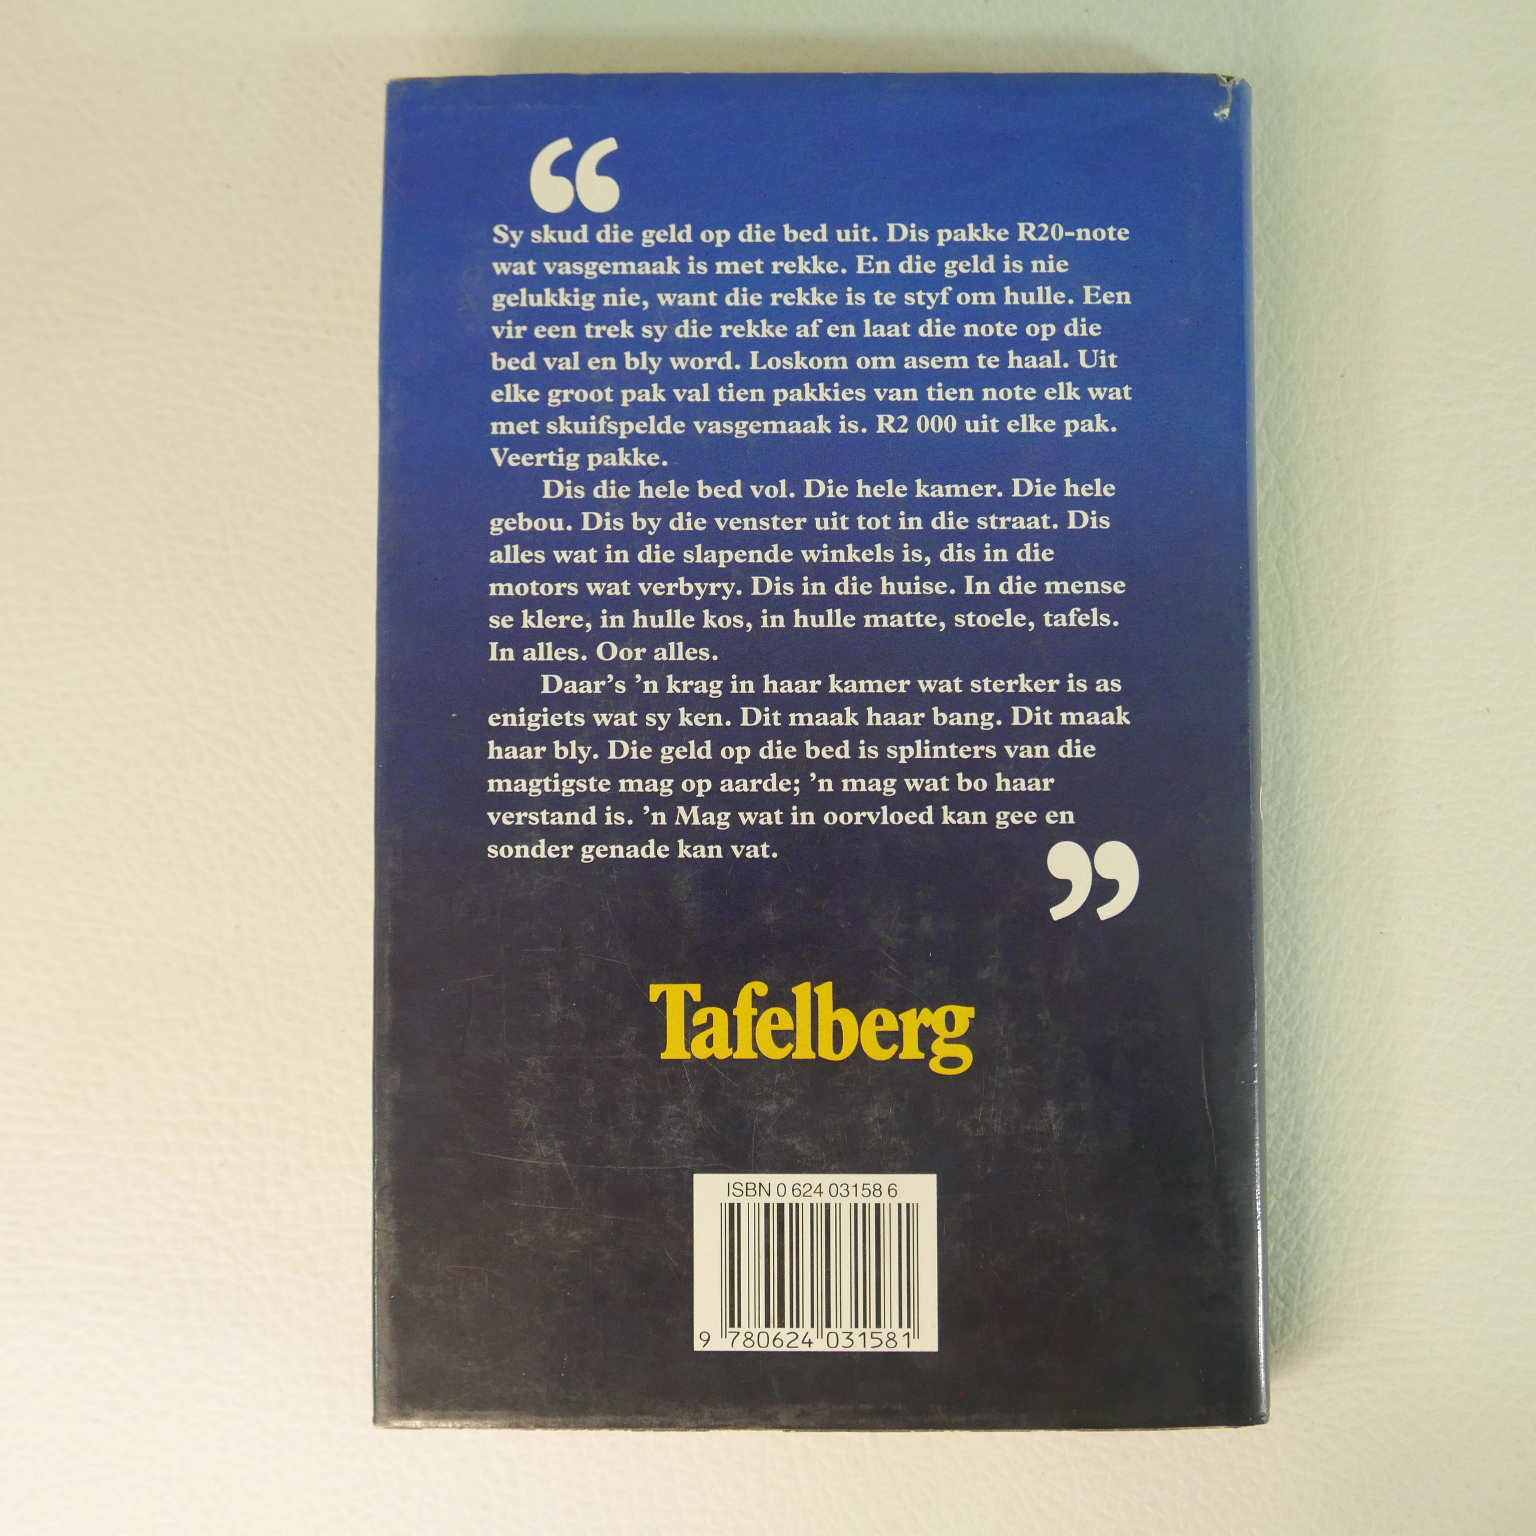 “
Sy skud die geld op die bed uit. Dis pakke R20-note
wat vasgemaak is met rekke. En die geld is nie
gelukkig nie, want die rekke is te styf om hulle. Een
vir een trek sy die rekke af en laat die note op die
bed val en bly word. Loskom om asem te haal. Uit
elke groot pak val tien pakkies van tien note elk wat
met skuifspelde vasgemaak is. R2 000 uit elke pak.
Veertig pakke.
Dis die hele bed vol. Die hele kamer. Die hele
gebou. Dis by die venster uit tot in die straat. Dis
alles wat in die slapende winkels is, dis in die
motors wat verbyry. Dis in die huise. In die mense
se klere, in hulle kos, in hulle matte, stoele, tafels.
In alles. Oor alles.
Daar’s ’n krag in haar kamer wat sterker is as
enigiets wat sy ken. Dit maak haar bang. Dit maak
haar bly. Die geld op die bed is splinters van die
magtigste mag op aarde; ’n mag wat bo haar
verstand is. ’n Mag wat in oorvloed kan gee en
sonder genade kan vat.
”
Tafelberg
ISBN 0 624 03158 6
9 780624 031581